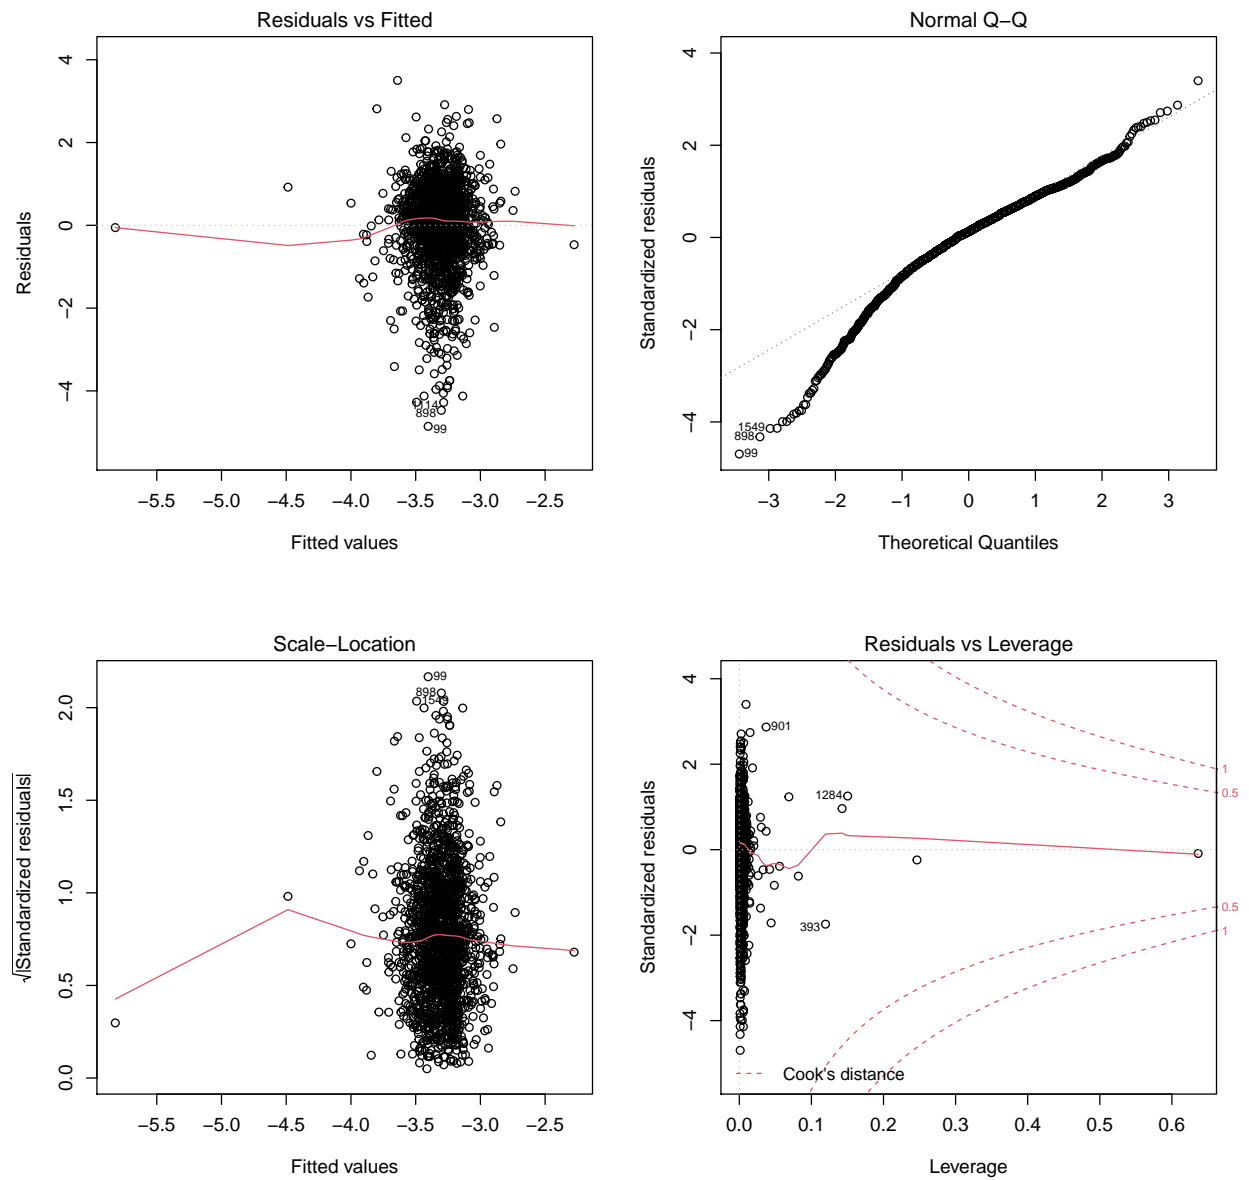 Residuals vs Fitted
Residuals
4
2
0
−2
−4
1114
898
99
−5.5 −5.0 −4.5 −4.0 −3.5 −3.0 −2.5
Fitted values
Normal Q−Q
Standardized residuals
4
2
0
−2
−4
1549
898
99
−3 −2 −1 0 1 2 3
Theoretical Quantiles
Scale−Location
√|Standardized residuals|
2.0
1.5
1.0
0.5
0.0
99
898
1549
−5.5 −5.0 −4.5 −4.0 −3.5 −3.0 −2.5
Fitted values
Residuals vs Leverage
Standardized residuals
4
2
0
−2
−4
901
1284
393
1
0.5
0.5
1
Cook's distance
0.0 0.1 0.2 0.3 0.4 0.5 0.6
Leverage